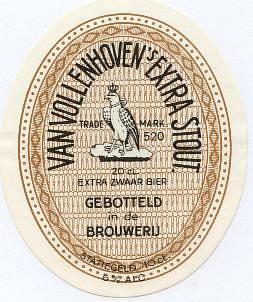 VAN VOLLENHOVEN'S EXTRA STOUT.
TRADE MARK
520
20 cl.
EXTRA ZWAAR BIER
GEBOTTELD
in de
BROUWERIJ
STATIEGELD 10 ct.
6% ALC.